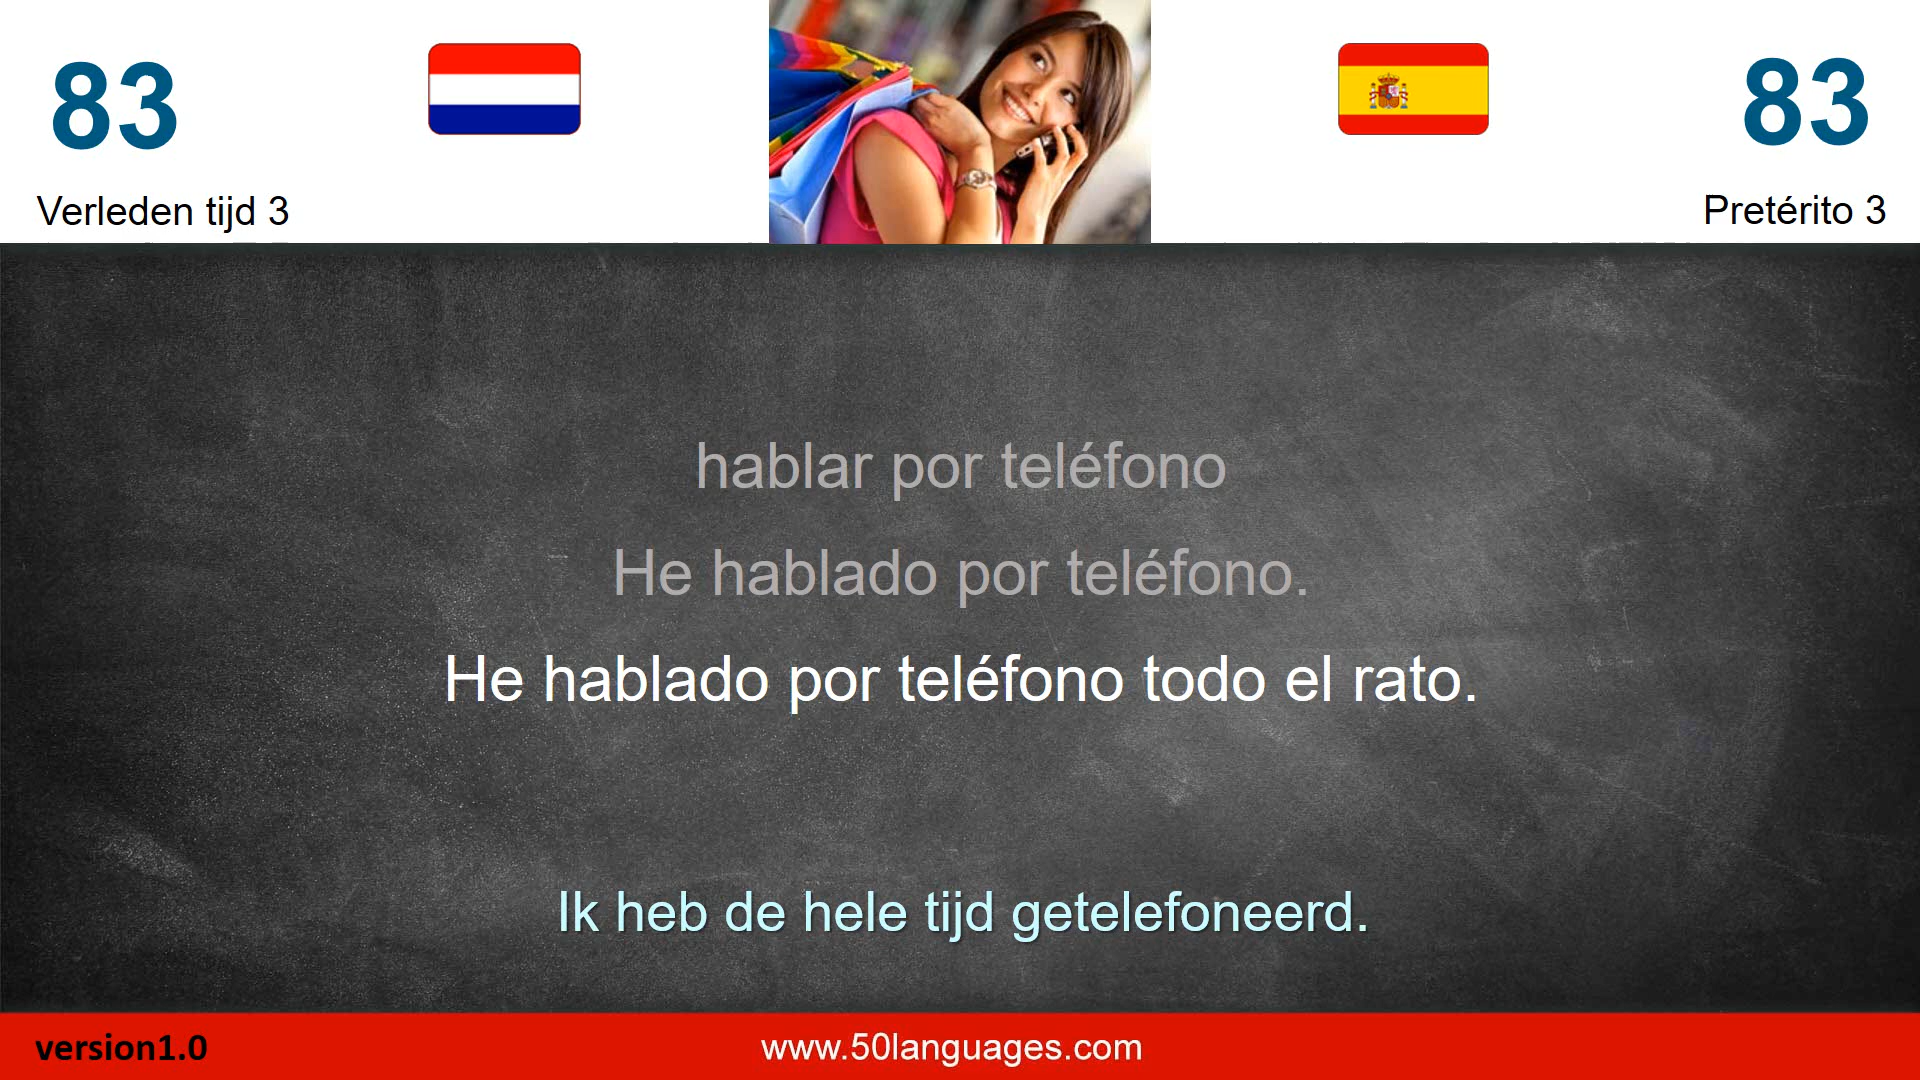 83
83
Verleden tijd 3
Pretérito 3
hablar por teléfono
He hablado por teléfono.
He hablado por teléfono todo el rato.
Ik heb de hele tijd getelefoneerd.
version1.0
www.50languages.com